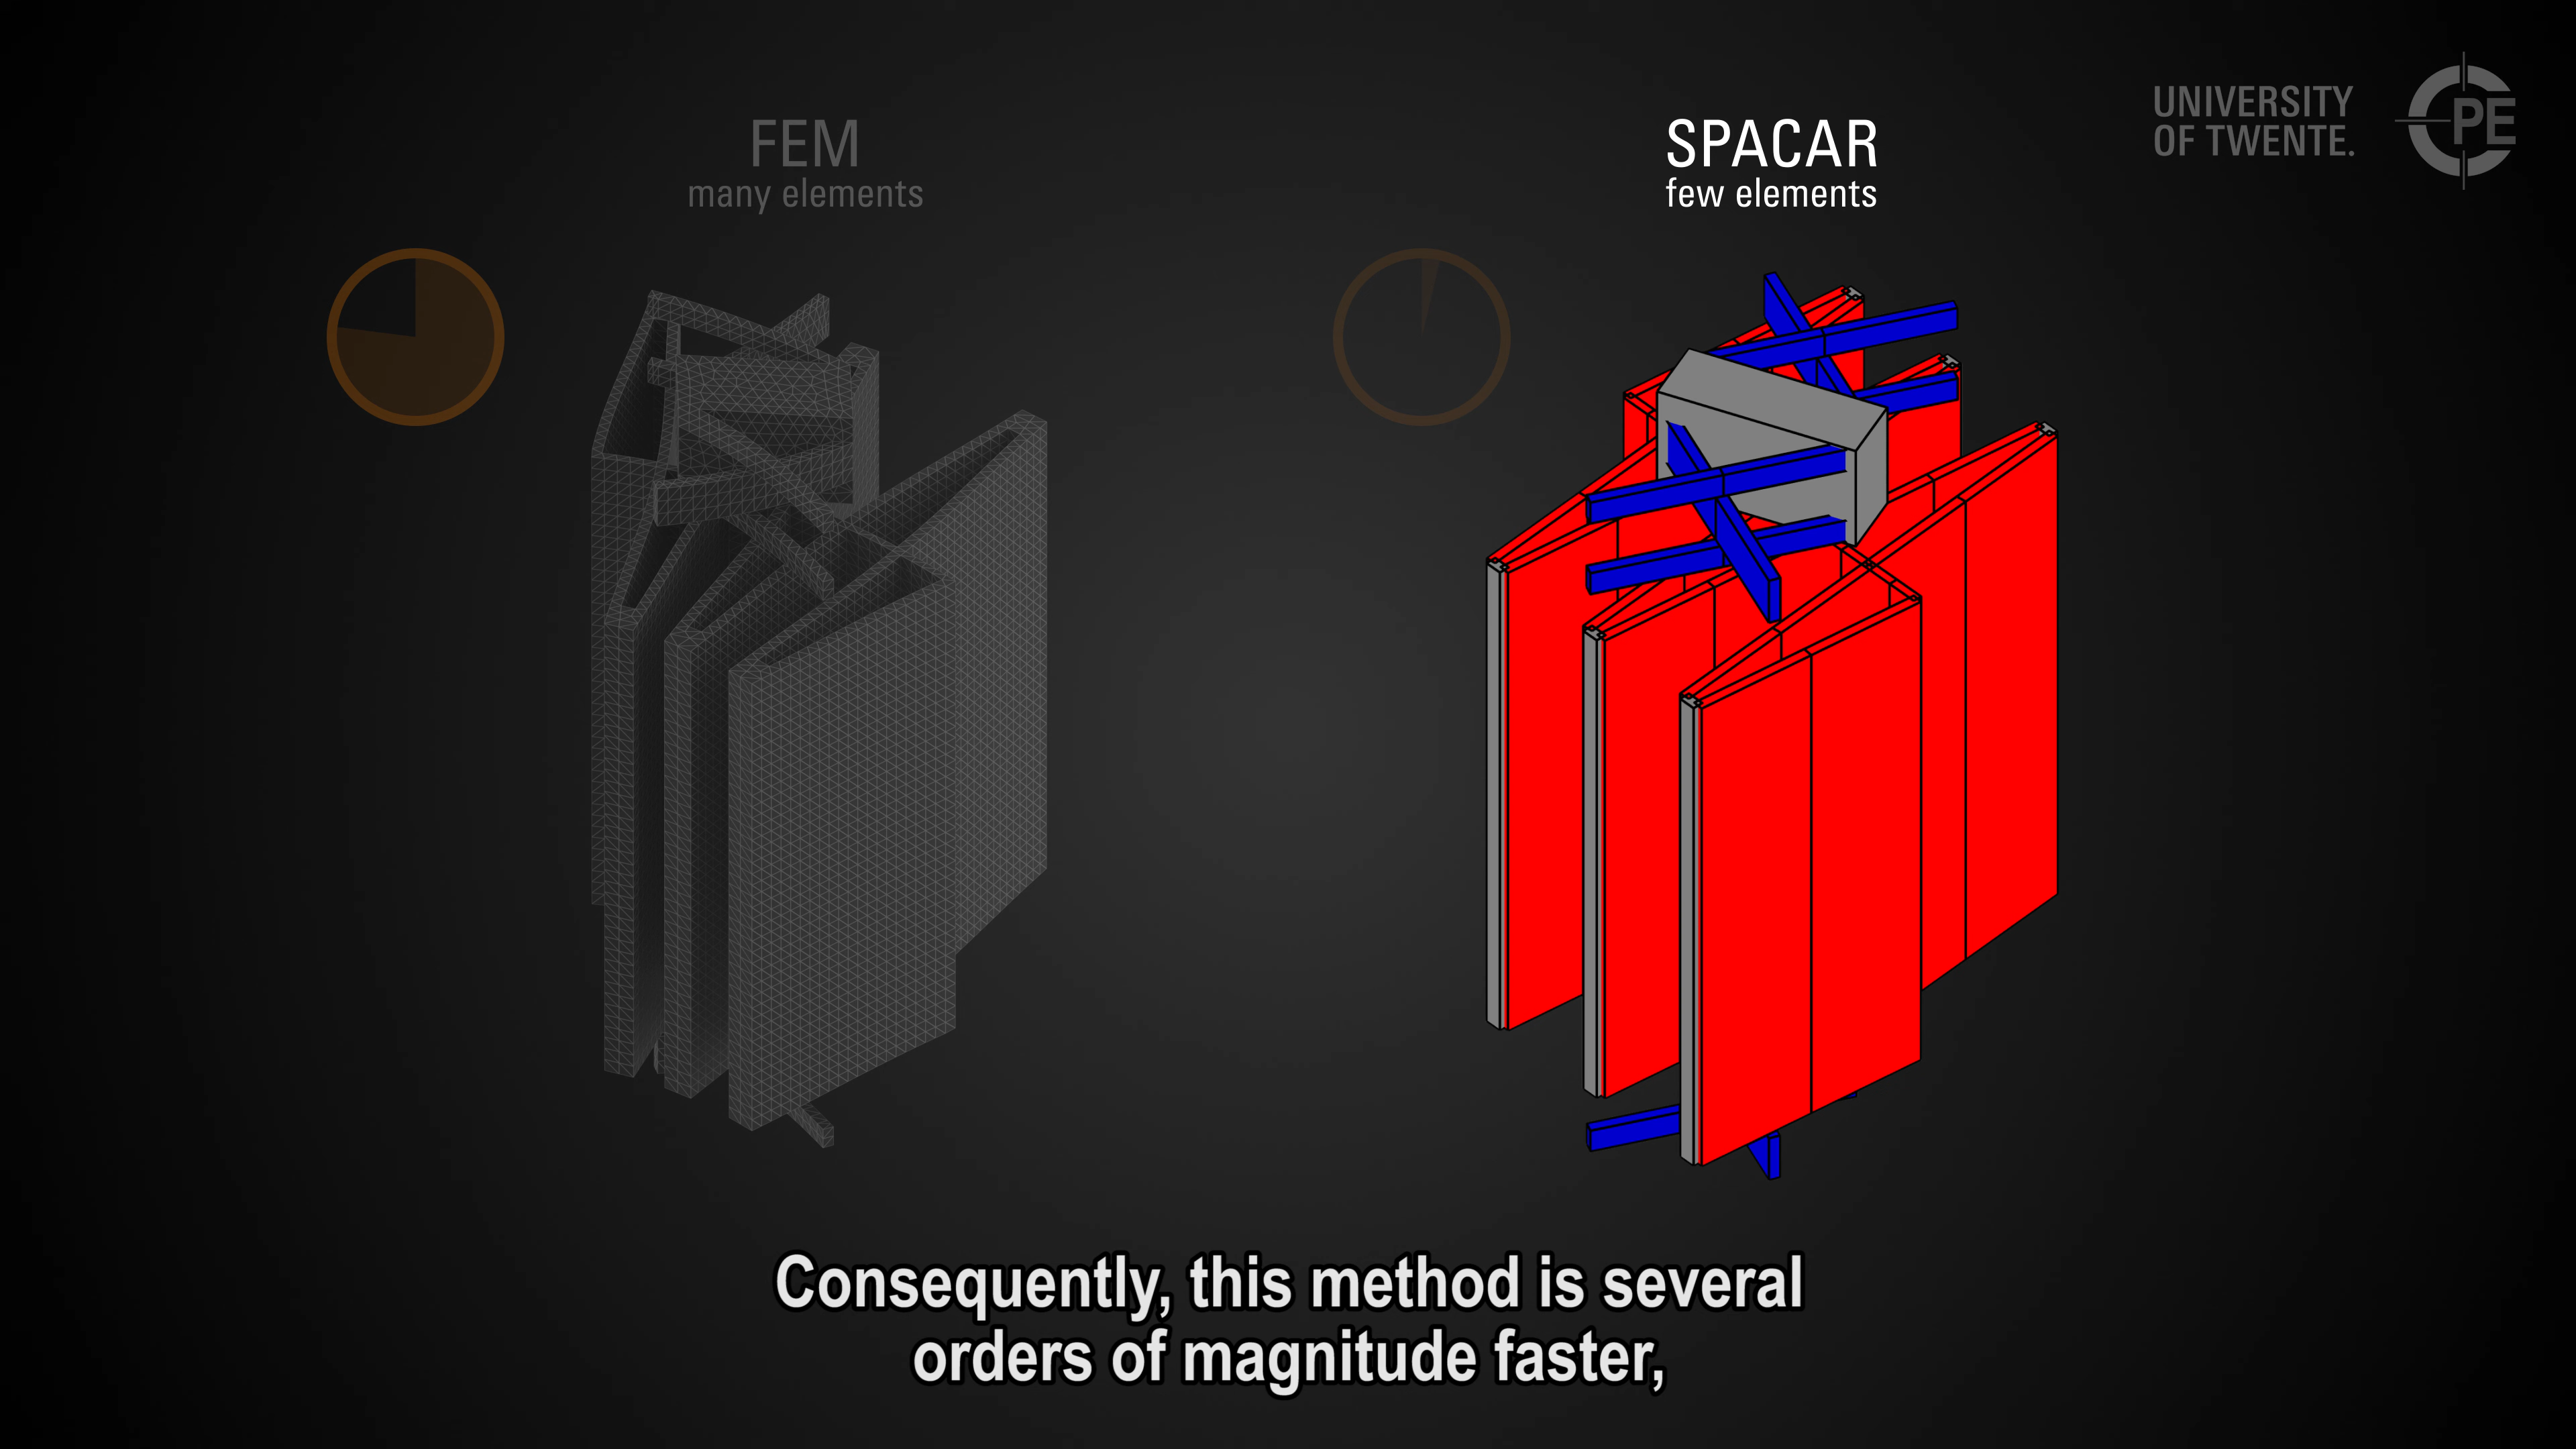 FEM
many elements
SPACAR
few elements
UNIVERSITY
OF TWENTE.
PE
Consequently, this method is several
orders of magnitude faster,